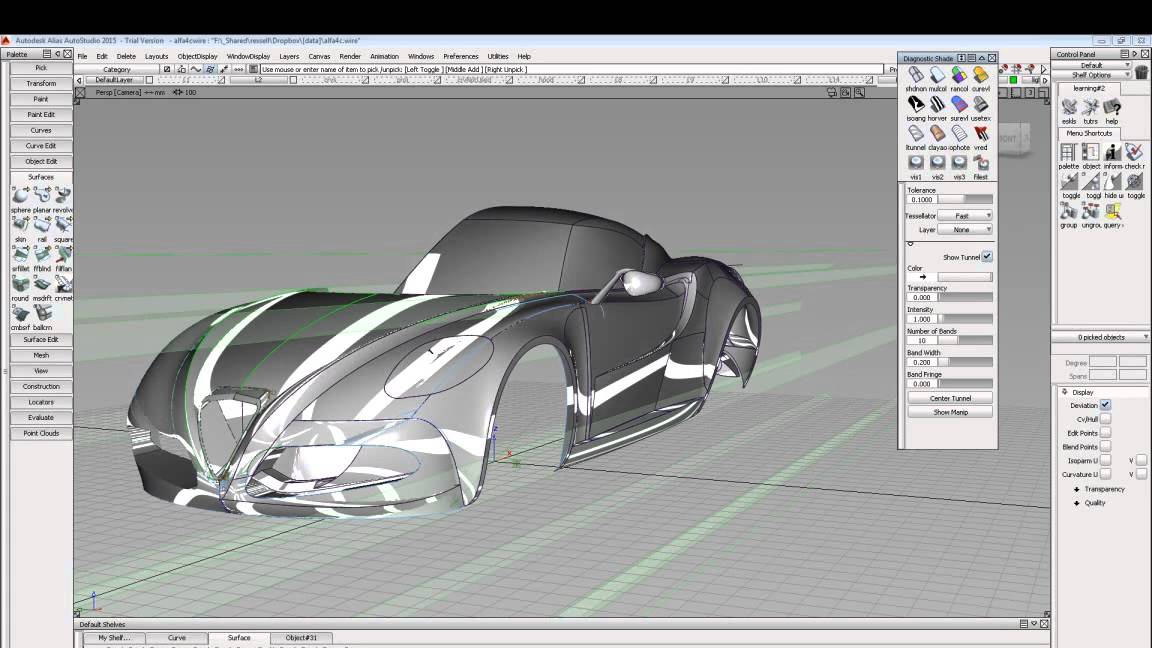 Autodesk Alias AutoStudio 2015 - Trial Version - alfa4cwire : "F:\_Shared\ressell\Dropbox\[data]\alfa4c.wire"
Palette
File Edit Delete Layouts ObjectDisplay WindowDisplay Layers Canvas Render Animation Windows Preferences Utilities Help
Category
Use mouse or enter name of item to pick /unpick: [Left Toggle ] [Middle Add ] [Right Unpick ]
DefaultLayer
L2
Persp [Camera] mm 100
Pick
Transform
Paint
Paint Edit
Curves
Curve Edit
Object Edit
Surfaces
sphere planar revolve
skin rail square
srfillet ffblnd filflan
round msdrft crvnet
cmbsrf ballcrn
Surface Edit
Mesh
View
Construction
Locators
Evaluate
Point Clouds
Diagnostic Shade
shdnon mulcol rancol curevl
isoang horver surevl usetex
ltunnel clayao ophote vred
vis1 vis2 vis3 filest
Tolerance
0.1000
Tessellator Fast
Layer None
Show Tunnel
Color
Transparency
0.000
Intensity
1.000
Number of Bands
10
Band Width
0.200
Band Fringe
0.000
Center Tunnel
Show Manip
Control Panel
Default
Shelf Options
learning#2
eskls tutrs help
Menu Shortcuts
palette object inform check r
toggle toggl hide u toggle
group ungrou query
0 picked objects
Degree
Spans
Display
Deviation
Cv/Hull
Edit Points
Blend Points
Isoparm U V
Curvature U V
Transparency
Quality
Z
X
Default Shelves
My Shelf... Curve Surface Object#31